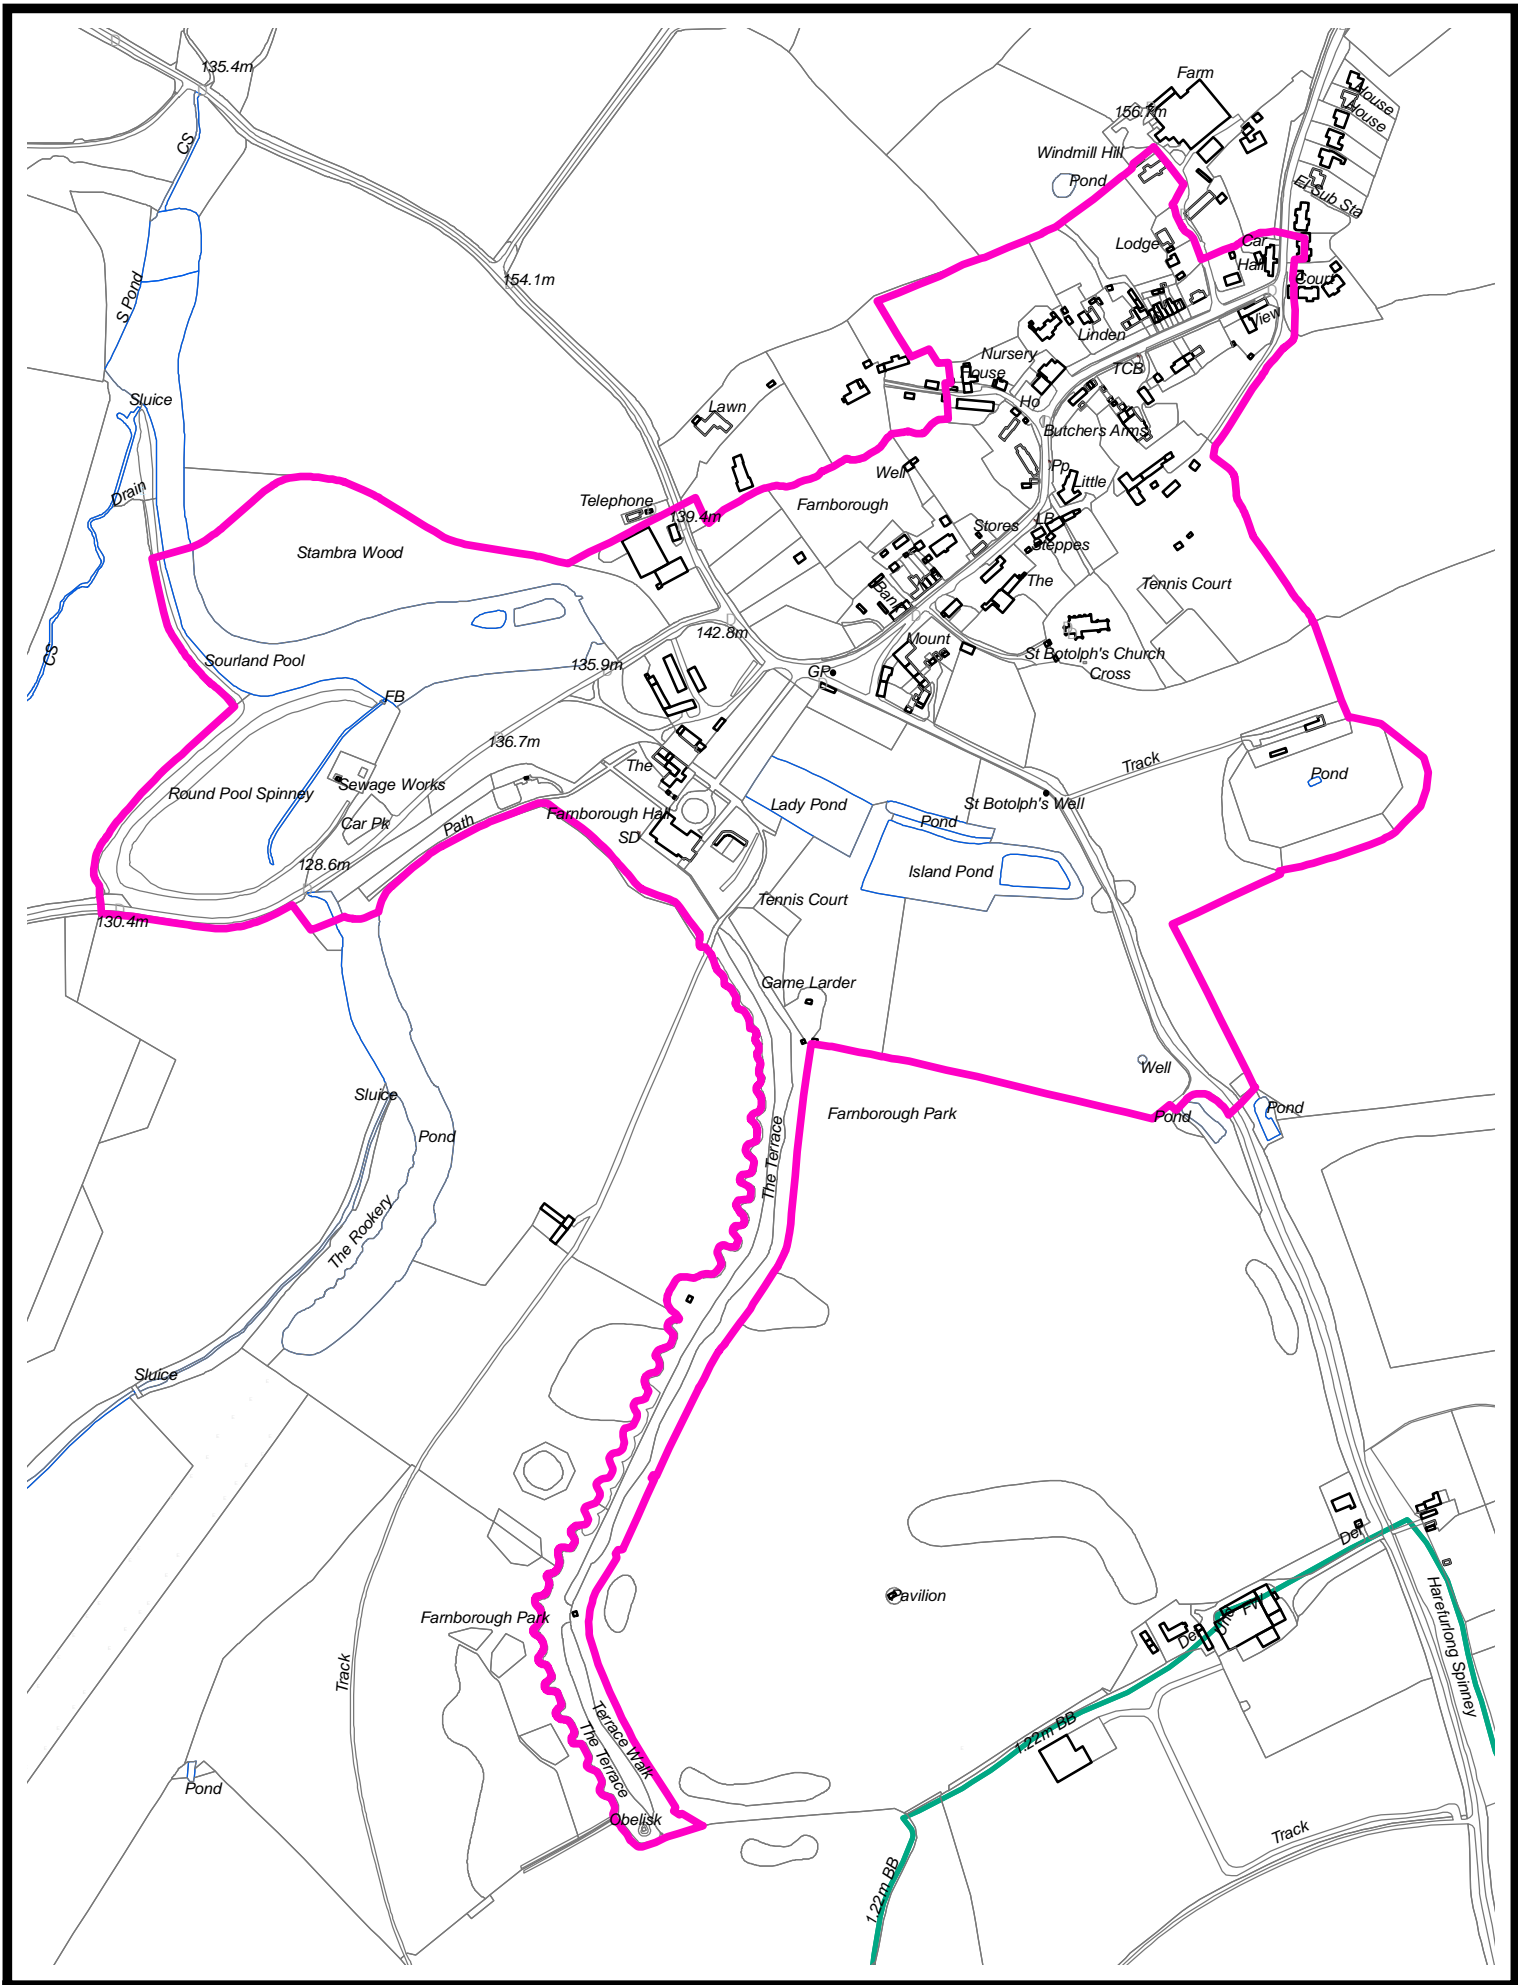 135.4m
Farm
House
House
156.7m
CS
Windmill Hill
Pond
El Sub Sta
Lodge
Car
Hall
Court
154.1m
S Pond
View
Linden
Nursery
House
TCB
Ho
Sluice
Lawn
Butchers Arms
Pp
Well
Little
Drain
Telephone
Farnborough
139.4m
LB
Stores
Steppes
Stambra Wood
The
Tennis Court
Bank
142.8m
Mount
CS
Sourland Pool
135.9m
St Botolph's Church
GP
Cross
FB
136.7m
Track
The
Pond
Sewage Works
Round Pool Spinney
Lady Pond
St Botolph's Well
Farnborough Hall
Pond
Car Pk
Path
SD
128.6m
Island Pond
Tennis Court
130.4m
Game Larder
Well
Sluice
Pond
Pond
Farnborough Park
Pond
The Terrace
The Rookery
Sluice
Def
Pavilion
FW
Und
Def
Farnborough Park
Harefurlong Spinney
Track
Terrace Walk
The Terrace
1.22m BB
Pond
Obelisk
Track
1.22m BB